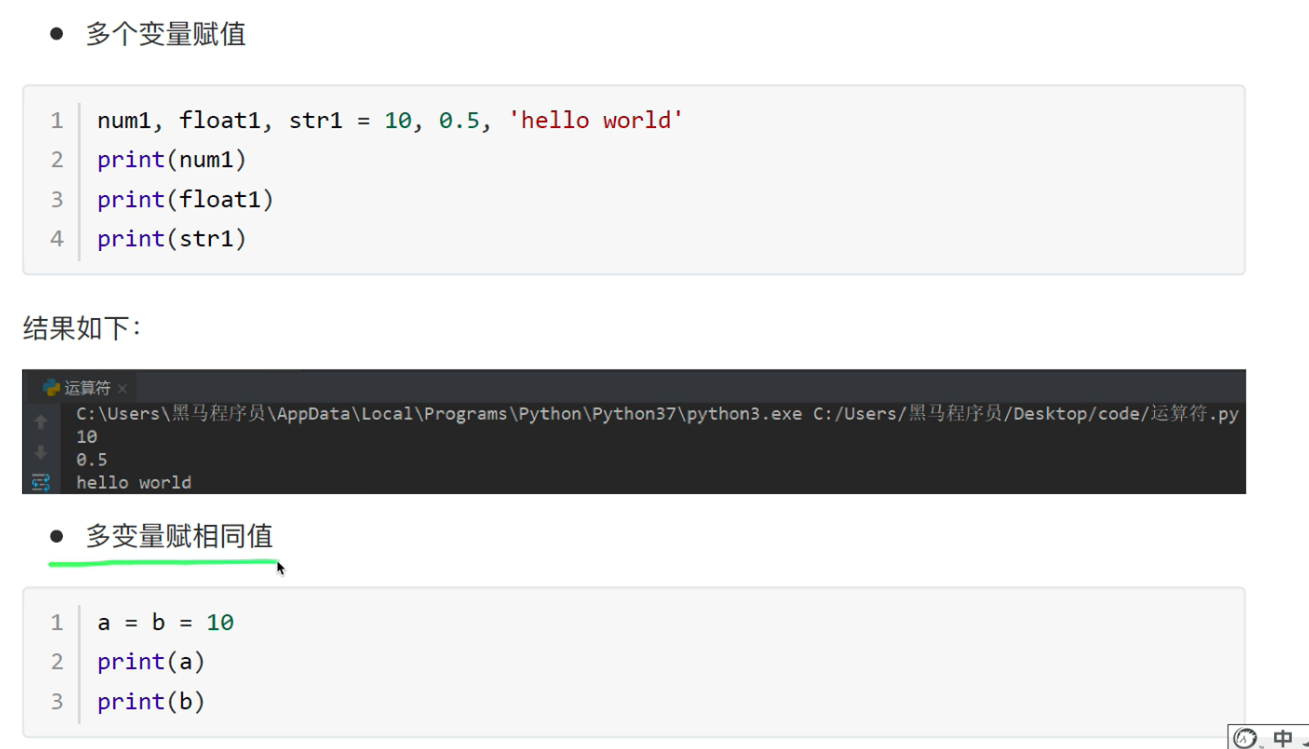 多个变量赋值
1 num1, float1, str1 = 10, 0.5, 'hello world'
2 print(num1)
3 print(float1)
4 print(str1)
结果如下：
运算符 ×
C:\Users\黑马程序员\AppData\Local\Programs\Python\Python37\python3.exe C:/Users/黑马程序员/Desktop/code/运算符.py
10
0.5
hello world
多变量赋相同值
1 a = b = 10
2 print(a)
3 print(b)
中